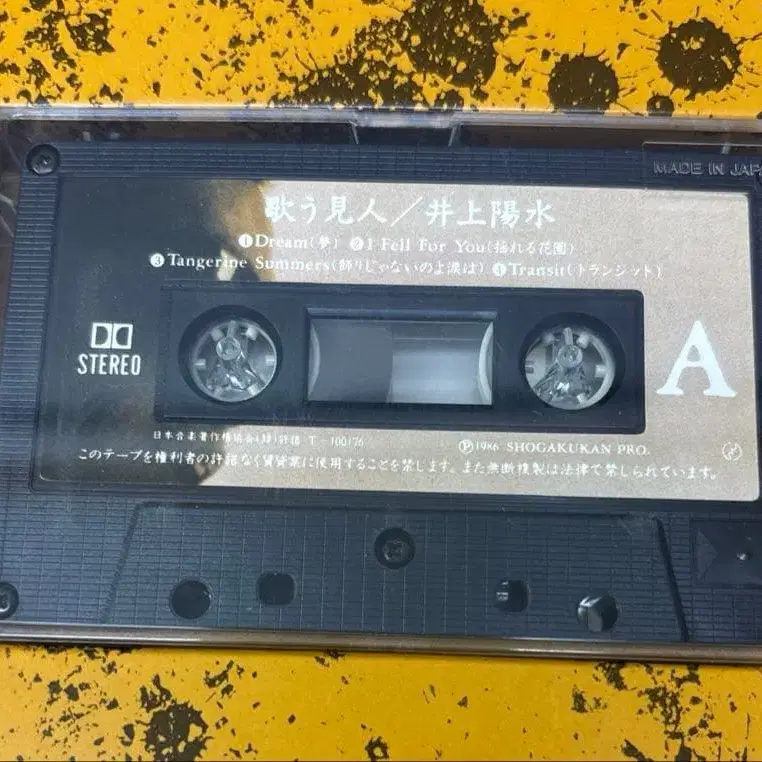 MADE IN JAPA
歌う見人／井上陽水
❶Dream(夢) ❷I Fell For You(揺れる花園)
❸Tangerine Summers(飾りじゃないのよ涙は) ❹Transit(トランジット)
STEREO
A
日本音楽著作権協会(録)許諾 T-100176
Ⓟ1986 SHOGAKUKAN PRO.
このテープを権利者の許諾なく賃貸業に使用することを禁じます。また無断複製は法律で禁じられています。